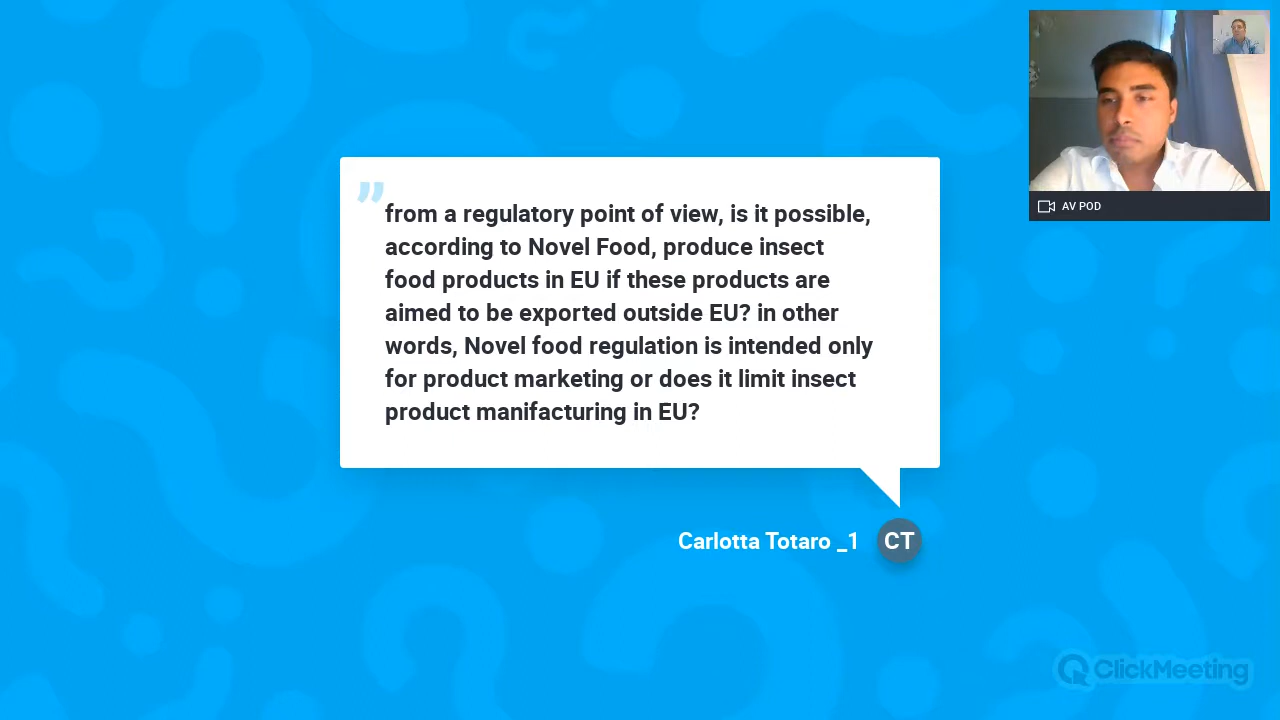 AV POD
”
from a regulatory point of view, is it possible,
according to Novel Food, produce insect
food products in EU if these products are
aimed to be exported outside EU? in other
words, Novel food regulation is intended only
for product marketing or does it limit insect
product manifacturing in EU?
Carlotta Totaro _1
CT
ClickMeeting